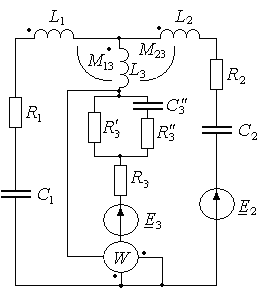 L₁ L₂
M₁₃ M₂₃
L₃
R₂
R₁ R₃′ C₃″
R₃″ C₂
R₃
C₁
E₃ E₂
W